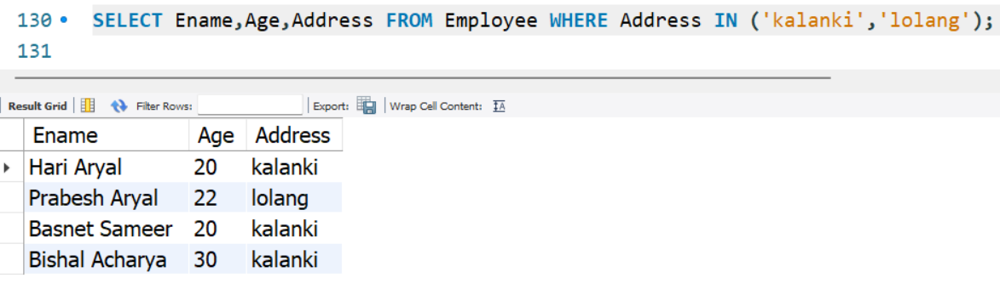 130 SELECT Ename,Age,Address FROM Employee WHERE Address IN ('kalanki','lolang');
131
Result Grid Filter Rows: Export: Wrap Cell Content:
Ename Age Address
Hari Aryal 20 kalanki
Prabesh Aryal 22 lolang
Basnet Sameer 20 kalanki
Bishal Acharya 30 kalanki